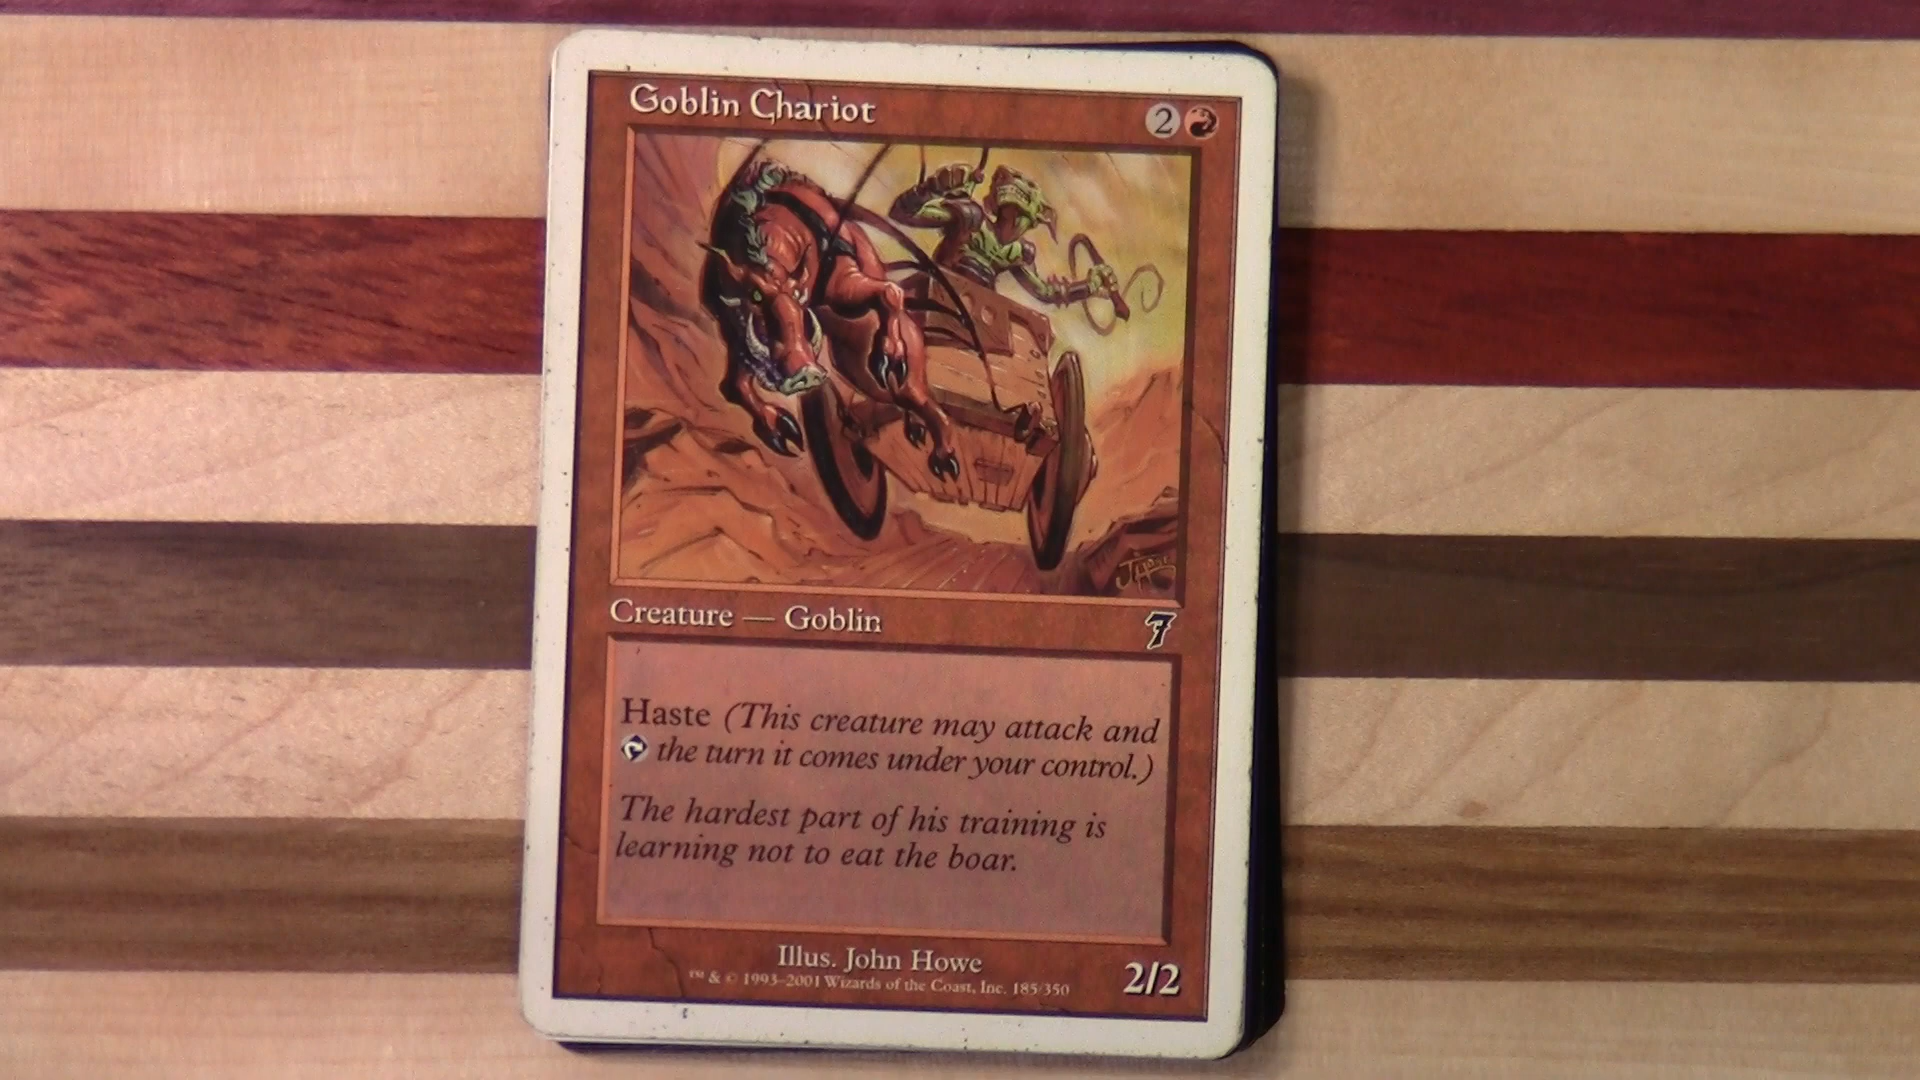 Goblin Chariot 2
Creature — Goblin 7
Haste (This creature may attack and
the turn it comes under your control.)
The hardest part of his training is
learning not to eat the boar.
Illus. John Howe
™ & © 1993–2001 Wizards of the Coast, Inc. 185/350
2/2